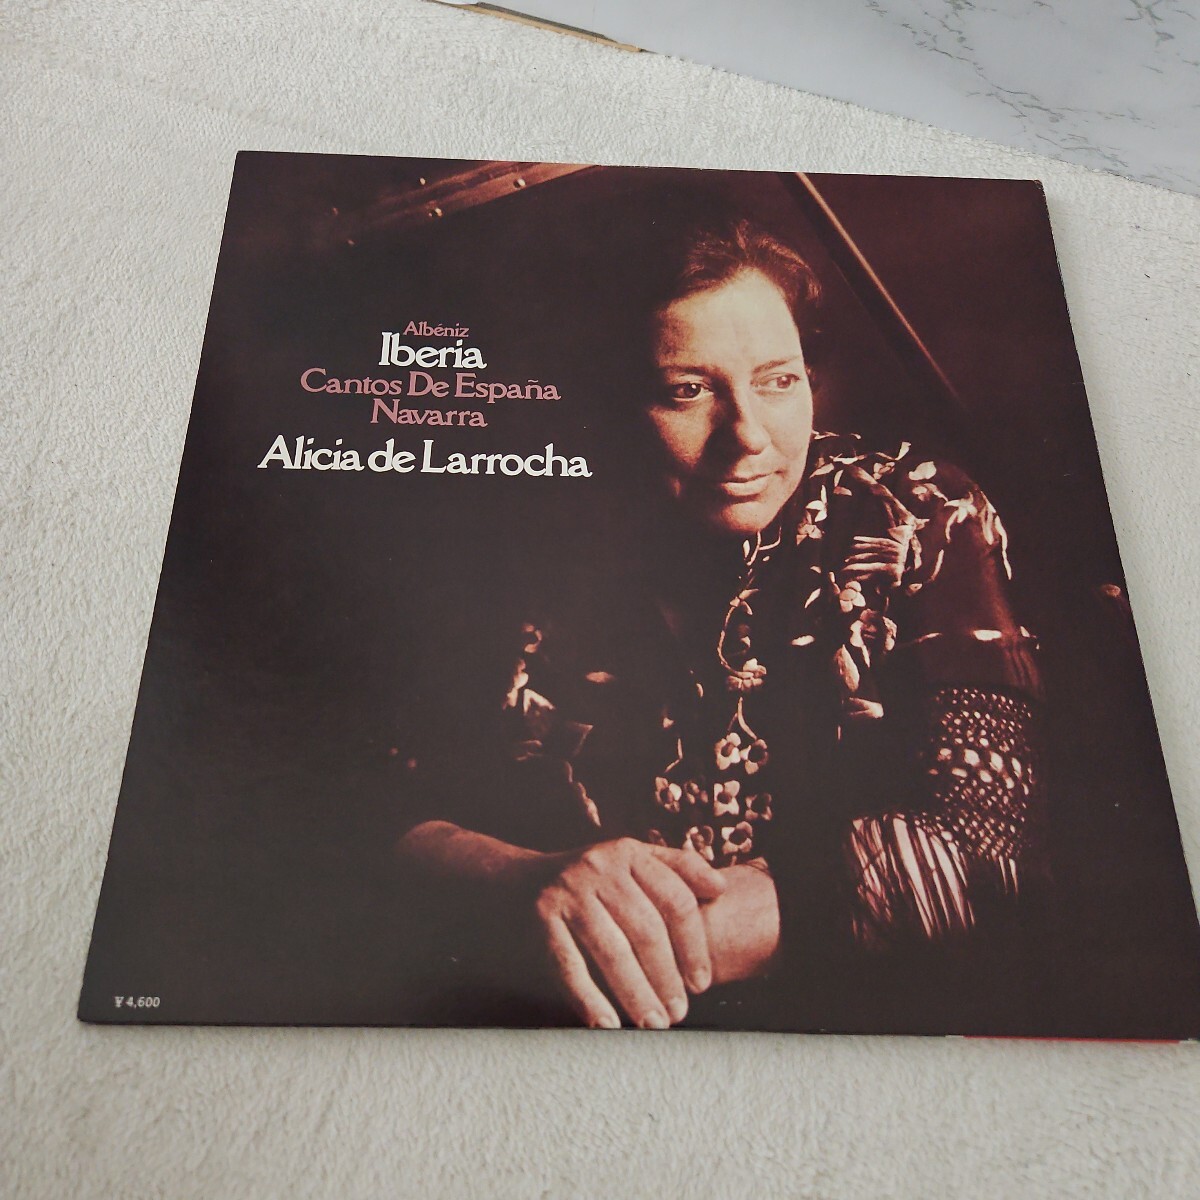 Albéniz
Iberia
Cantos De España
Navarra
Alicia de Larrocha
¥4,600